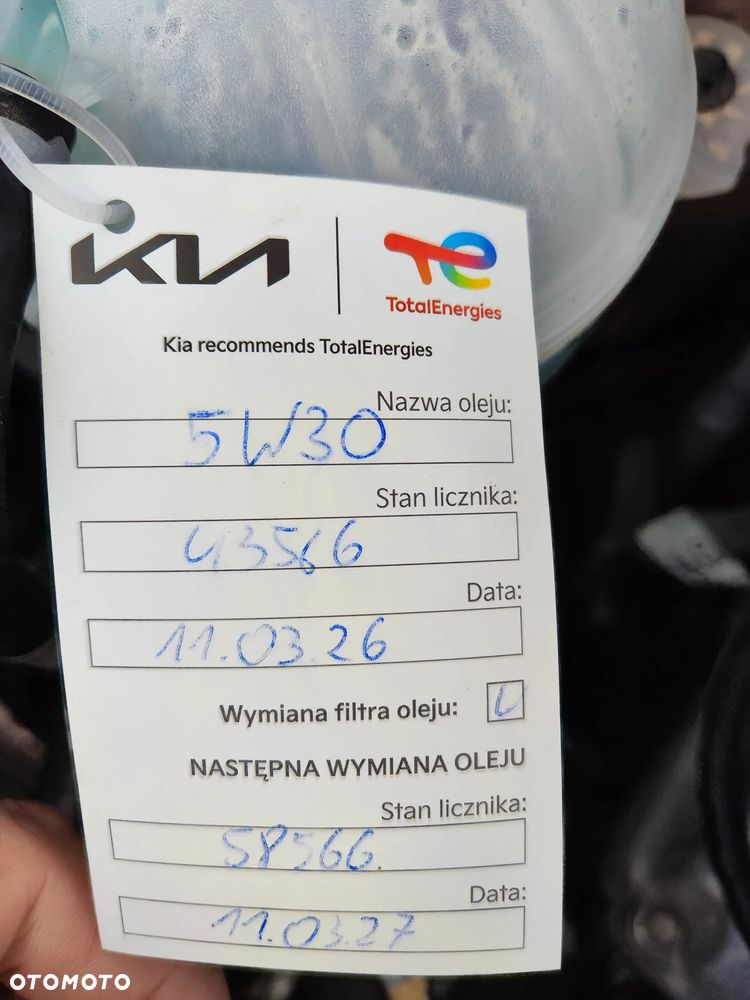 KIA
TotalEnergies
Kia recommends TotalEnergies
Nazwa oleju:
5W30
Stan licznika:
43566
Data:
11.03.26
Wymiana filtra oleju:
NASTĘPNA WYMIANA OLEJU
Stan licznika:
58566.
Data:
11.03.27
OTOMOTO